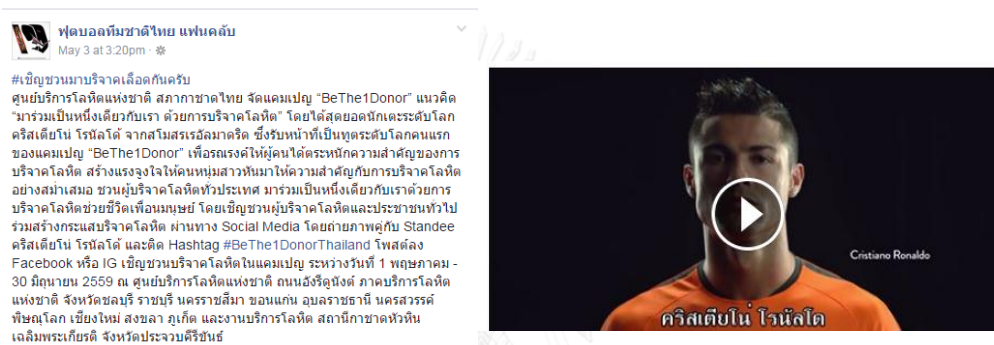 ฟุตบอลทีมชาติไทย แฟนคลับ
May 3 at 3:20pm ·
#เชิญชวนมาบริจาคเลือดกันครับ
ศูนย์บริการโลหิตแห่งชาติ สภากาชาดไทย จัดแคมเปญ “BeThe1Donor” แนวคิด
“มาร่วมเป็นหนึ่งเดียวกับเรา ด้วยการบริจาคโลหิต” โดยได้สุดยอดนักเตะระดับโลก
คริสเตียโน่ โรนัลโด้ จากสโมสรเรอัลมาดริด ซึ่งรับหน้าที่เป็นทูตระดับโลกคนแรก
ของแคมเปญ “BeThe1Donor” เพื่อรณรงค์ให้ผู้คนได้ตระหนักความสำคัญของการ
บริจาคโลหิต สร้างแรงจูงใจให้คนหนุ่มสาวหันมาให้ความสำคัญกับการบริจาคโลหิต
อย่างสม่ำเสมอ ชวนผู้บริจาคโลหิตทั่วประเทศ มาร่วมเป็นหนึ่งเดียวกับเราด้วยการ
บริจาคโลหิตช่วยชีวิตเพื่อนมนุษย์ โดยเชิญชวนผู้บริจาคโลหิตและประชาชนทั่วไป
ร่วมสร้างกระแสบริจาคโลหิต ผ่านทาง Social Media โดยถ่ายภาพคู่กับ Standee
คริสเตียโน่ โรนัลโด้ และติด Hashtag #BeThe1DonorThailand โพสต์ลง
Facebook หรือ IG เชิญชวนบริจาคโลหิตในแคมเปญ ระหว่างวันที่ 1 พฤษภาคม -
30 มิถุนายน 2559 ณ ศูนย์บริการโลหิตแห่งชาติ ถนนอังรีดูนังต์ ภาคบริการโลหิต
แห่งชาติ จังหวัดชลบุรี ราชบุรี นครราชสีมา ขอนแก่น อุบลราชธานี นครสวรรค์
พิษณุโลก เชียงใหม่ สงขลา ภูเก็ต และงานบริการโลหิต สถานีกาชาดหัวหิน
เฉลิมพระเกียรติ จังหวัดประจวบคีรีขันธ์
Cristiano Ronaldo
คริสเตียโน่ โรนัลโด